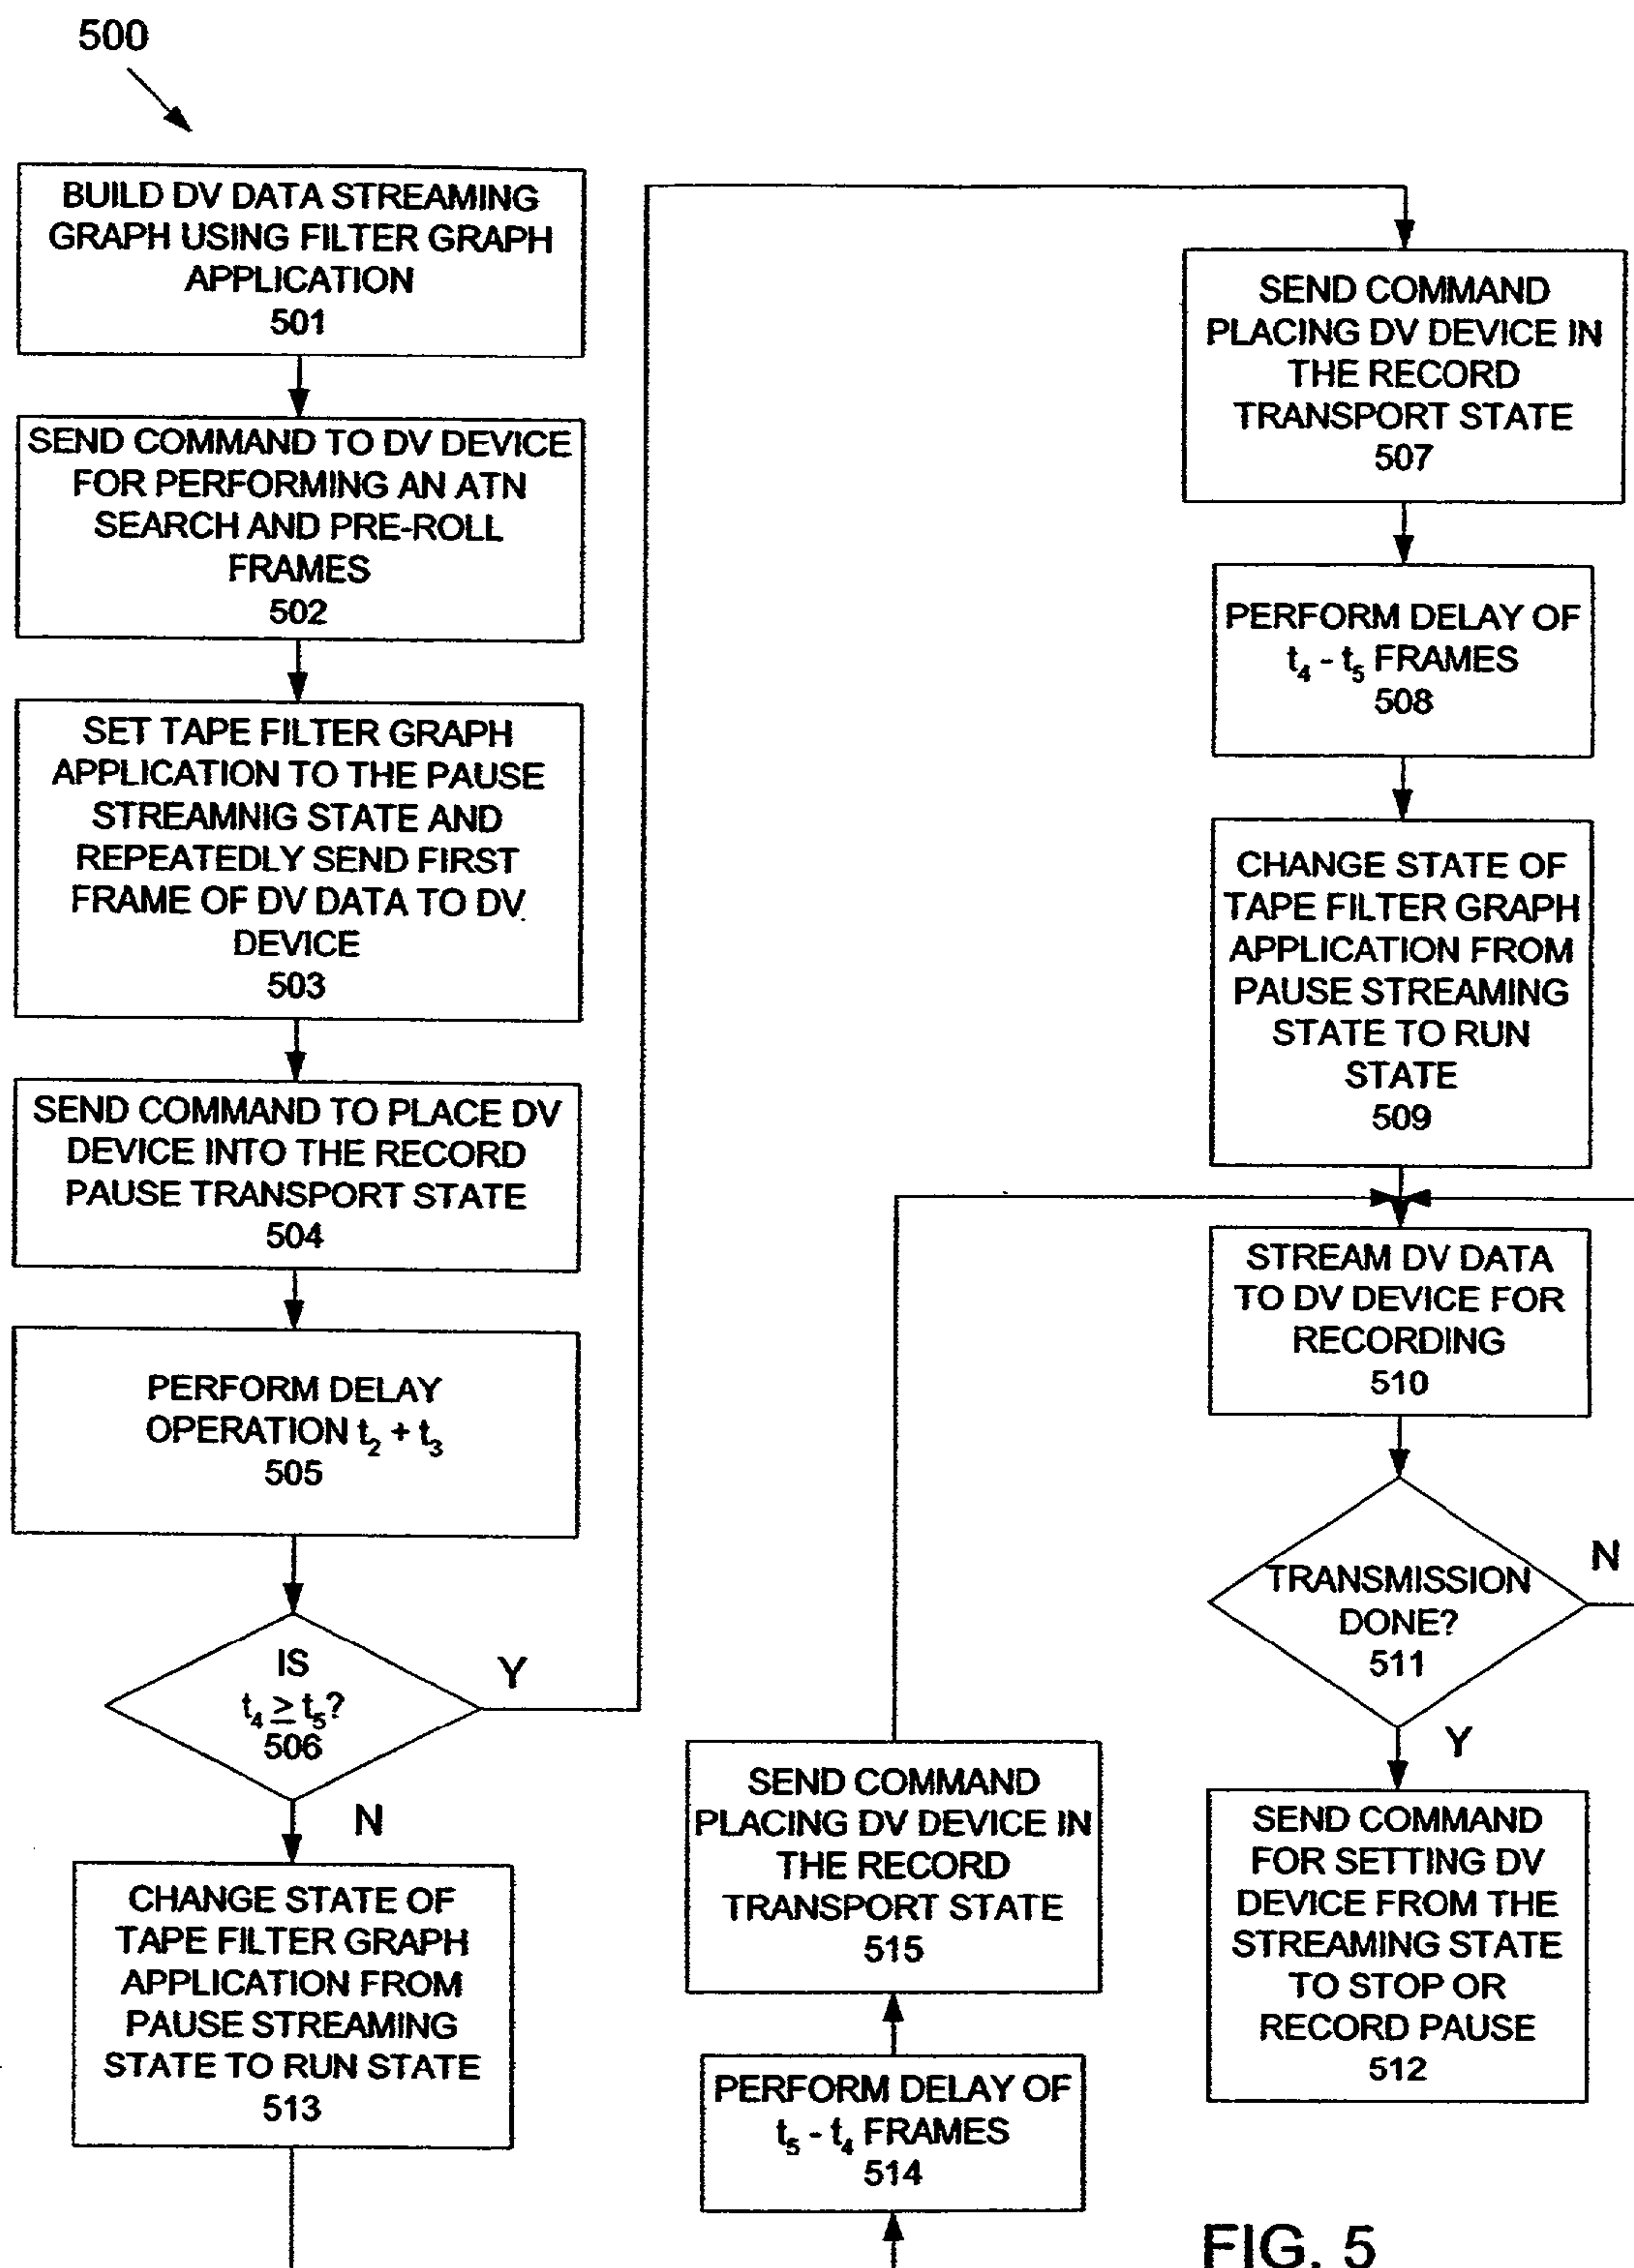 500
BUILD DV DATA STREAMING
GRAPH USING FILTER GRAPH
APPLICATION
501
SEND COMMAND TO DV DEVICE
FOR PERFORMING AN ATN
SEARCH AND PRE-ROLL
FRAMES
502
SET TAPE FILTER GRAPH
APPLICATION TO THE PAUSE
STREAMNIG STATE AND
REPEATEDLY SEND FIRST
FRAME OF DV DATA TO DV
DEVICE
503
SEND COMMAND TO PLACE DV
DEVICE INTO THE RECORD
PAUSE TRANSPORT STATE
504
PERFORM DELAY
OPERATION t₂ + t₃
505
IS
t₄ ≥ t₅?
506
Y
N
SEND COMMAND
PLACING DV DEVICE IN
THE RECORD
TRANSPORT STATE
507
PERFORM DELAY OF
t₄ - t₅ FRAMES
508
CHANGE STATE OF
TAPE FILTER GRAPH
APPLICATION FROM
PAUSE STREAMING
STATE TO RUN
STATE
509
STREAM DV DATA
TO DV DEVICE FOR
RECORDING
510
TRANSMISSION
DONE?
511
N
Y
SEND COMMAND
FOR SETTING DV
DEVICE FROM THE
STREAMING STATE
TO STOP OR
RECORD PAUSE
512
CHANGE STATE OF
TAPE FILTER GRAPH
APPLICATION FROM
PAUSE STREAMING
STATE TO RUN STATE
513
PERFORM DELAY OF
t₅ - t₄ FRAMES
514
SEND COMMAND
PLACING DV DEVICE IN
THE RECORD
TRANSPORT STATE
515
FIG. 5